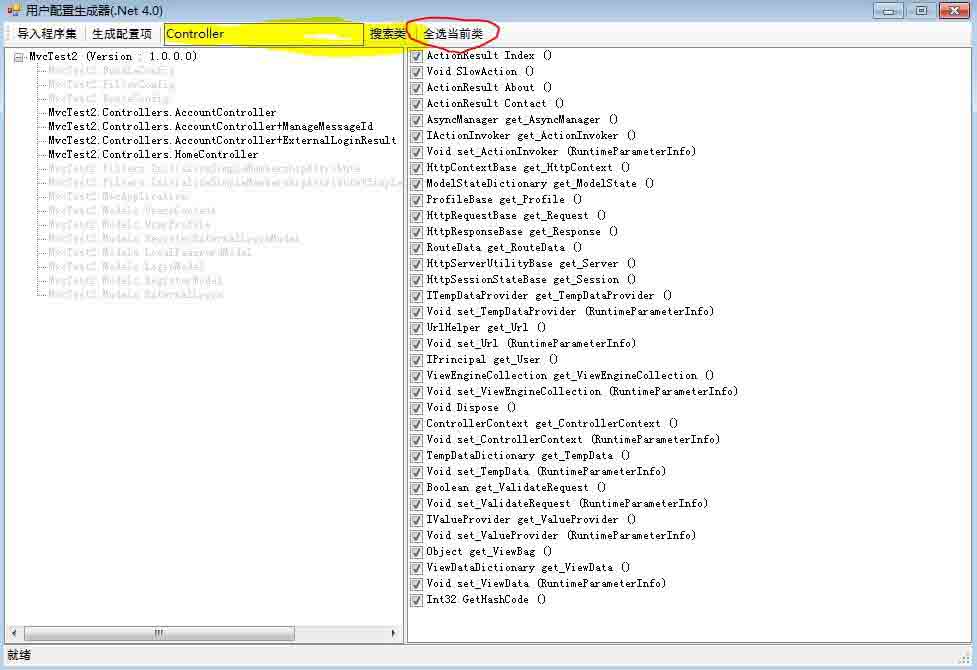 用户配置生成器(.Net 4.0)
导入程序集 生成配置项 Controller 搜索类 全选当前类
MvcTest2 (Version : 1.0.0.0)
MvcTest2.BundleConfig
MvcTest2.FilterConfig
MvcTest2.RouteConfig
MvcTest2.Controllers.AccountController
MvcTest2.Controllers.AccountController+ManageMessageId
MvcTest2.Controllers.AccountController+ExternalLoginResult
MvcTest2.Controllers.HomeController
MvcTest2.Filters.InitializeSimpleMembershipAttribute
MvcTest2.Filters.InitializeSimpleMembershipAttribute+Simple
MvcTest2.MvcApplication
MvcTest2.Models.UsersContext
MvcTest2.Models.UserProfile
MvcTest2.Models.RegisterExternalLoginModel
MvcTest2.Models.LocalPasswordModel
MvcTest2.Models.LoginModel
MvcTest2.Models.RegisterModel
MvcTest2.Models.ExternalLogin
ActionResult Index ()
Void SlowAction ()
ActionResult About ()
ActionResult Contact ()
AsyncManager get_AsyncManager ()
IActionInvoker get_ActionInvoker ()
Void set_ActionInvoker (RuntimeParameterInfo)
HttpContextBase get_HttpContext ()
ModelStateDictionary get_ModelState ()
ProfileBase get_Profile ()
HttpRequestBase get_Request ()
HttpResponseBase get_Response ()
RouteData get_RouteData ()
HttpServerUtilityBase get_Server ()
HttpSessionStateBase get_Session ()
ITempDataProvider get_TempDataProvider ()
Void set_TempDataProvider (RuntimeParameterInfo)
UrlHelper get_Url ()
Void set_Url (RuntimeParameterInfo)
IPrincipal get_User ()
ViewEngineCollection get_ViewEngineCollection ()
Void set_ViewEngineCollection (RuntimeParameterInfo)
Void Dispose ()
ControllerContext get_ControllerContext ()
Void set_ControllerContext (RuntimeParameterInfo)
TempDataDictionary get_TempData ()
Void set_TempData (RuntimeParameterInfo)
Boolean get_ValidateRequest ()
Void set_ValidateRequest (RuntimeParameterInfo)
IValueProvider get_ValueProvider ()
Void set_ValueProvider (RuntimeParameterInfo)
Object get_ViewBag ()
ViewDataDictionary get_ViewData ()
Void set_ViewData (RuntimeParameterInfo)
Int32 GetHashCode ()
就绪